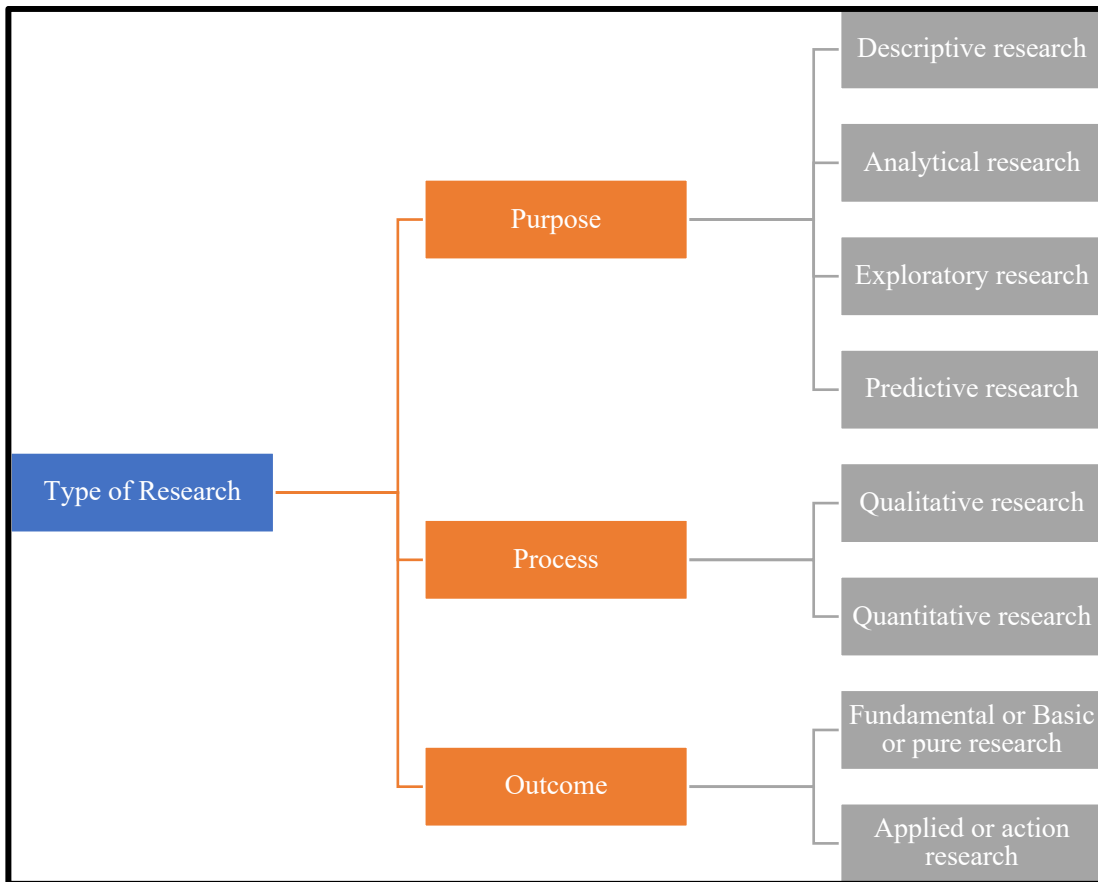 Type of Research
Purpose
Descriptive research
Analytical research
Exploratory research
Predictive research
Process
Qualitative research
Quantitative research
Outcome
Fundamental or Basic
or pure research
Applied or action
research